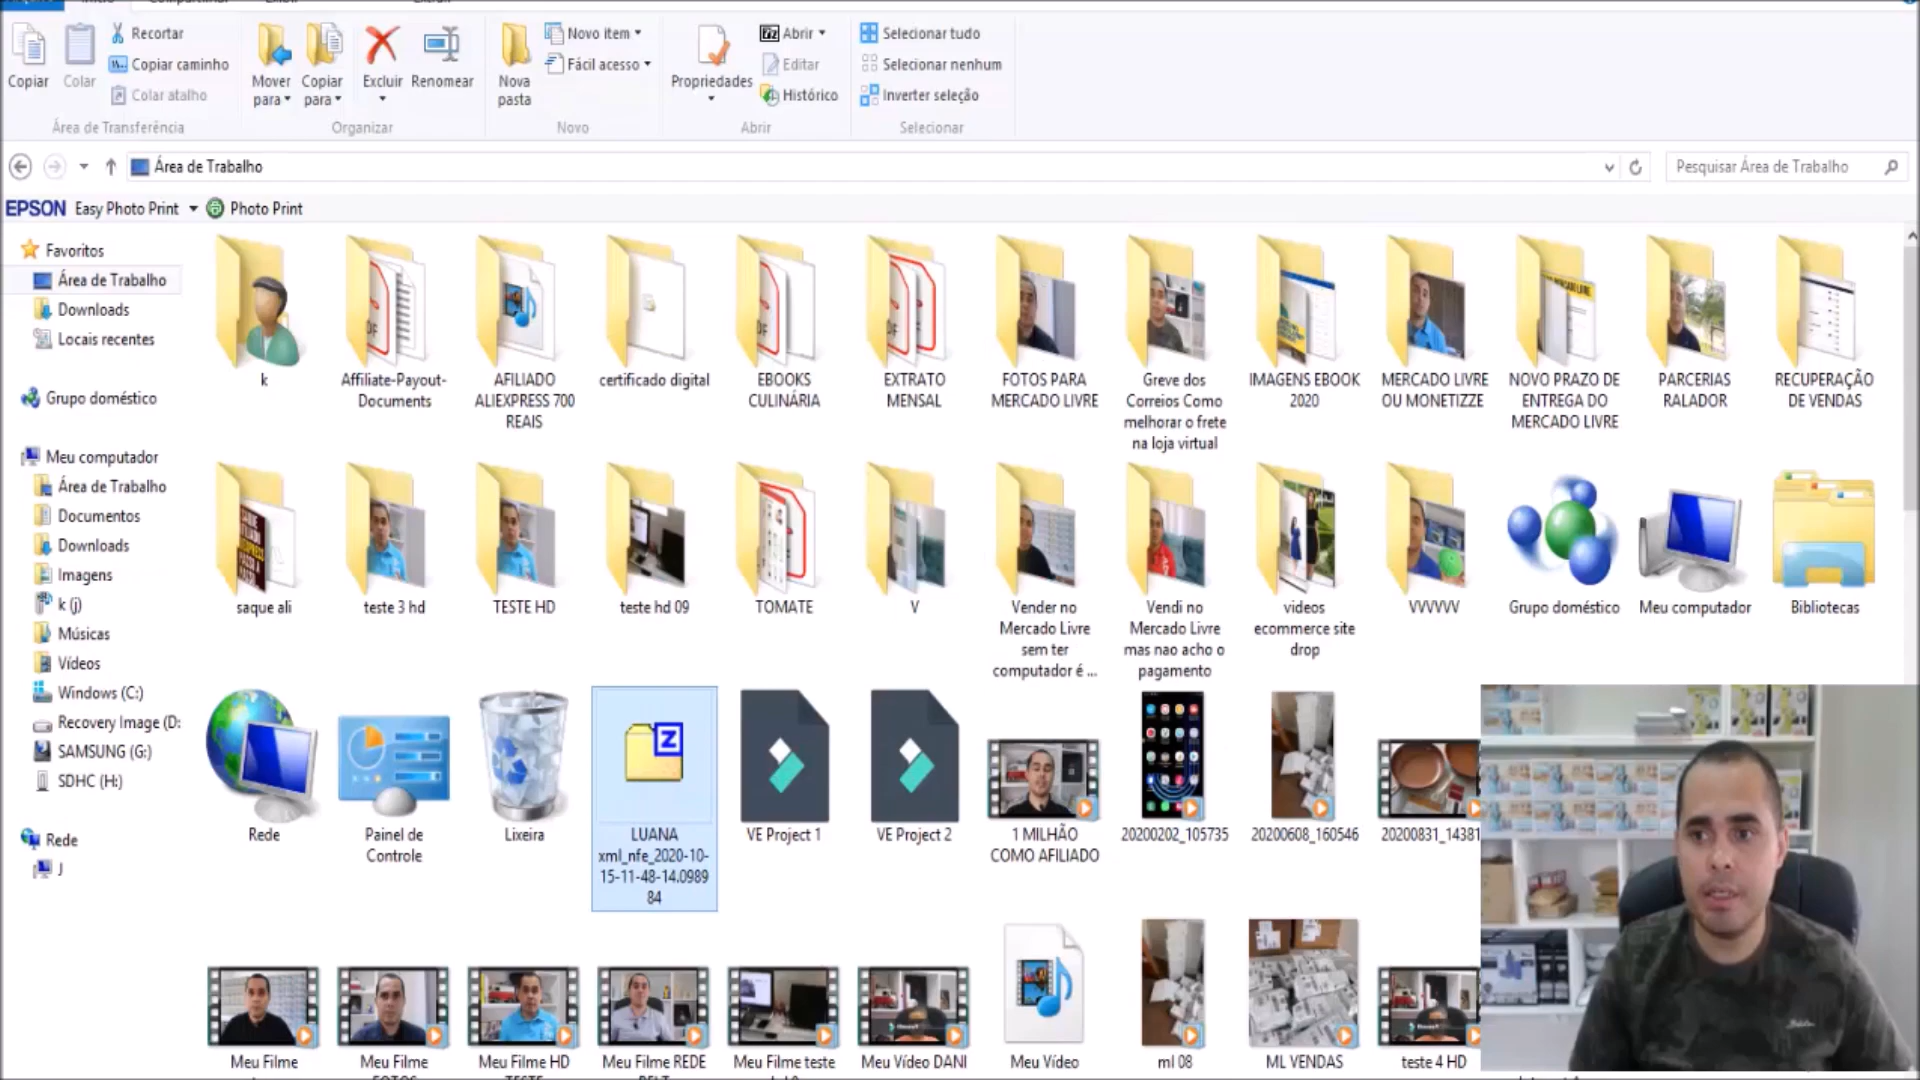 Recortar
Copiar caminho
Colar atalho
Copiar
Colar
Área de Transferência
Mover
para
Copiar
para
Excluir
Renomear
Organizar
Nova
pasta
Novo item
Fácil acesso
Novo
Propriedades
Abrir
Editar
Histórico
Abrir
Selecionar tudo
Selecionar nenhum
Inverter seleção
Selecionar
Área de Trabalho
Pesquisar Área de Trabalho
EPSON Easy Photo Print Photo Print
Favoritos
Área de Trabalho
Downloads
Locais recentes
Grupo doméstico
Meu computador
Área de Trabalho
Documentos
Downloads
Imagens
k (j)
Músicas
Vídeos
Windows (C:)
Recovery Image (D:
SAMSUNG (G:)
SDHC (H:)
Rede
J
k
Affiliate-Payout-
Documents
AFILIADO
ALIEXPRESS 700
REAIS
certificado digital
EBOOKS
CULINÁRIA
EXTRATO
MENSAL
FOTOS PARA
MERCADO LIVRE
Greve dos
Correios Como
melhorar o frete
na loja virtual
IMAGENS EBOOK
2020
MERCADO LIVRE
OU MONETIZZE
NOVO PRAZO DE
ENTREGA DO
MERCADO LIVRE
PARCERIAS
RALADOR
RECUPERAÇÃO
DE VENDAS
saque ali
teste 3 hd
TESTE HD
teste hd 09
TOMATE
V
Vender no
Mercado Livre
sem ter
computador é ...
Vendi no
Mercado Livre
mas nao acho o
pagamento
videos
ecommerce site
drop
VVVVVV
Grupo doméstico
Meu computador
Bibliotecas
Rede
Painel de
Controle
Lixeira
LUANA
xml_nfe_2020-10-
15-11-48-14.0989
84
VE Project 1
VE Project 2
1 MILHÃO
COMO AFILIADO
20200202_105735
20200608_160546
20200831_14381
Meu Filme
Meu Filme
Meu Filme HD
TESTE
Meu Filme REDE
Meu Filme teste
Meu Vídeo DANI
Meu Vídeo
ml 08
ML VENDAS
teste 4 HD